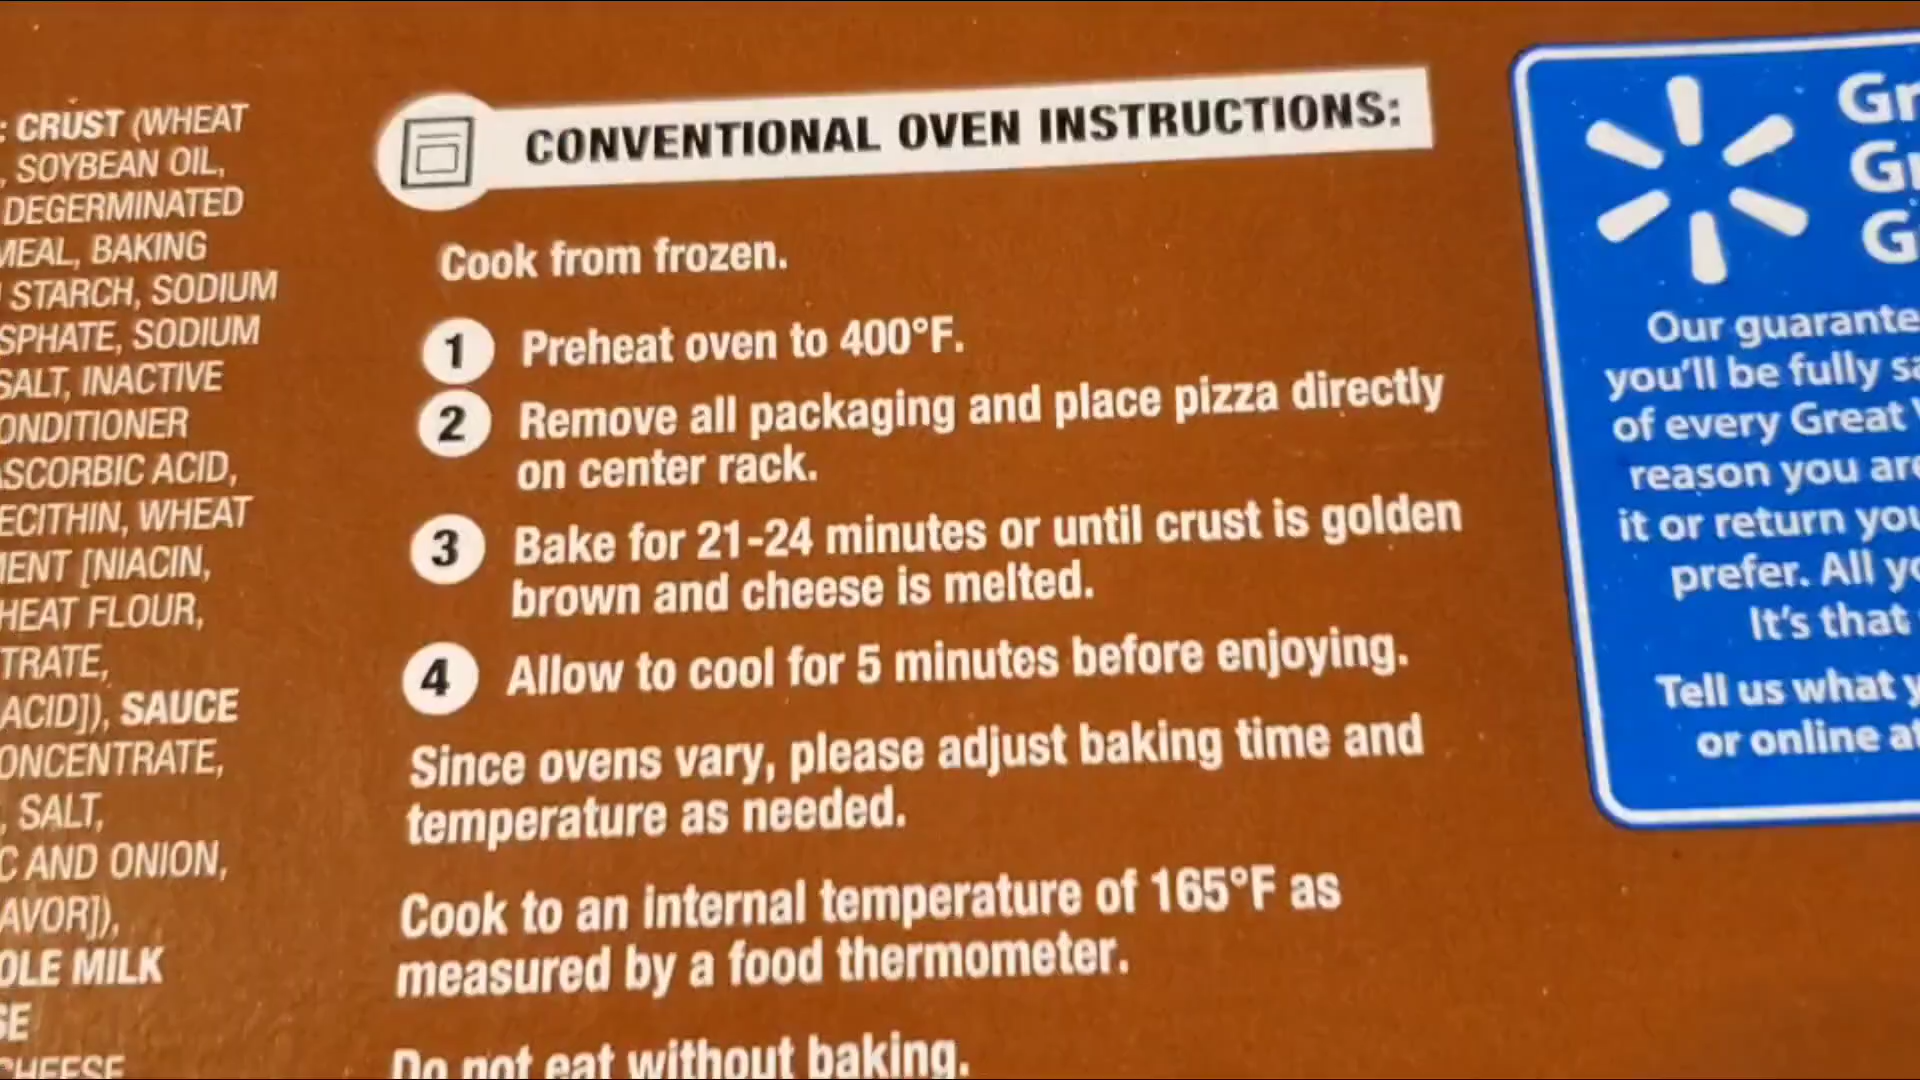 : CRUST (WHEAT
, SOYBEAN OIL,
DEGERMINATED
MEAL, BAKING
STARCH, SODIUM
SPHATE, SODIUM
SALT, INACTIVE
ONDITIONER
ASCORBIC ACID,
ECITHIN, WHEAT
MENT [NIACIN,
HEAT FLOUR,
TRATE,
ACID]), SAUCE
ONCENTRATE,
, SALT,
C AND ONION,
AVOR]),
OLE MILK
SE
CHEESE
CONVENTIONAL OVEN INSTRUCTIONS:
Cook from frozen.
1 Preheat oven to 400°F.
2 Remove all packaging and place pizza directly
on center rack.
3 Bake for 21-24 minutes or until crust is golden
brown and cheese is melted.
4 Allow to cool for 5 minutes before enjoying.
Since ovens vary, please adjust baking time and
temperature as needed.
Cook to an internal temperature of 165°F as
measured by a food thermometer.
Do not eat without baking.
Gr
Gr
G
Our guarante
you'll be fully sa
of every Great
reason you are
it or return you
prefer. All yo
It's that
Tell us what y
or online at